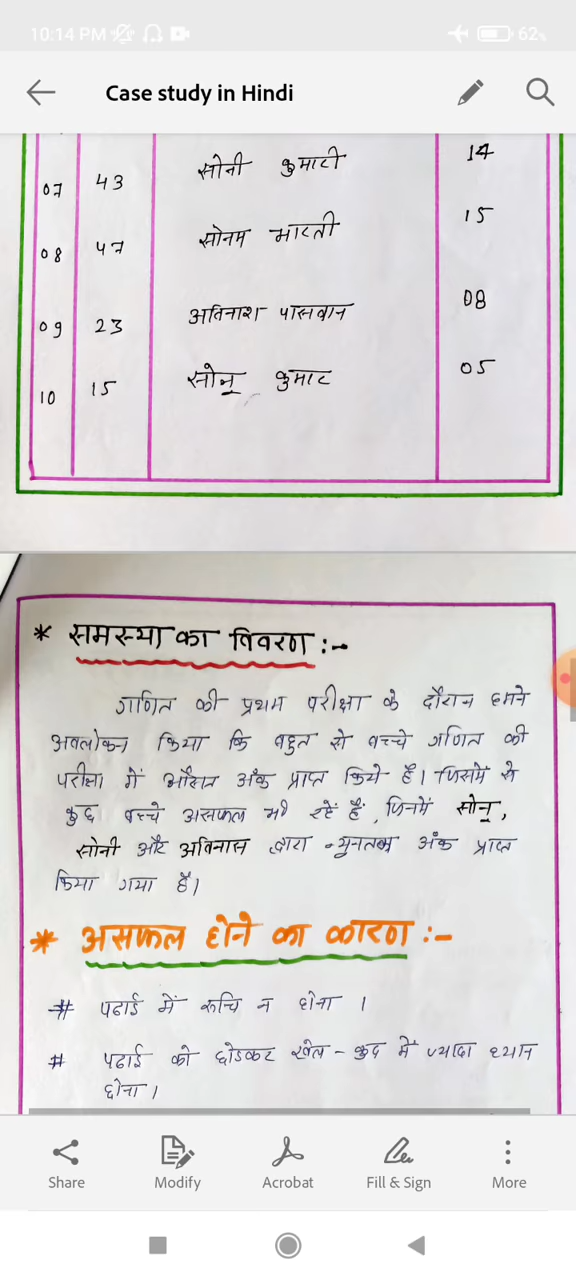 10:14 PM 62%
Case study in Hindi
07 43 सोनी कुमारी 14
08 47 सोनम भारती 15
09 23 अविनाश पासवान 08
10 15 सोनू कुमार 05
* समस्या का विवरण :-
गणित की प्रथम परीक्षा के दौरान हमने
अवलोकन किया कि बहुत से बच्चे गणित की
परीक्षा में औसत अंक प्राप्त किये है। जिसमें से
कुछ बच्चे असफल भी रहें हैं, जिनमें सोनू,
सोनी और अविनास द्वारा न्यूनतम अंक प्राप्त
किया गया है।
* असफल होने का कारण :-
# पढाई में रूचि न होना ।
# पढाई को छोडकर खेल - कुद में ज्यादा ध्यान
होना ।
Share Modify Acrobat Fill & Sign More